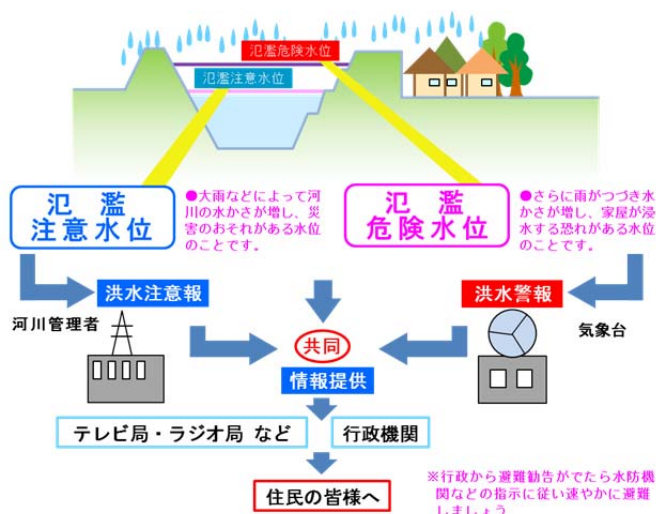 氾濫危険水位
氾濫注意水位
氾濫
注意水位
●大雨などによって河
川の水かさが増し、災
害のおそれがある水位
のことです。
氾濫
危険水位
●さらに雨がつづき水
かさが増し、家屋が浸
水する恐れがある水位
のことです。
洪水注意報
洪水警報
河川管理者
気象台
共同
情報提供
テレビ局・ラジオ局 など
行政機関
住民の皆様へ
※行政から避難勧告がでたら水防機
関などの指示に従い速やかに避難
しましょう